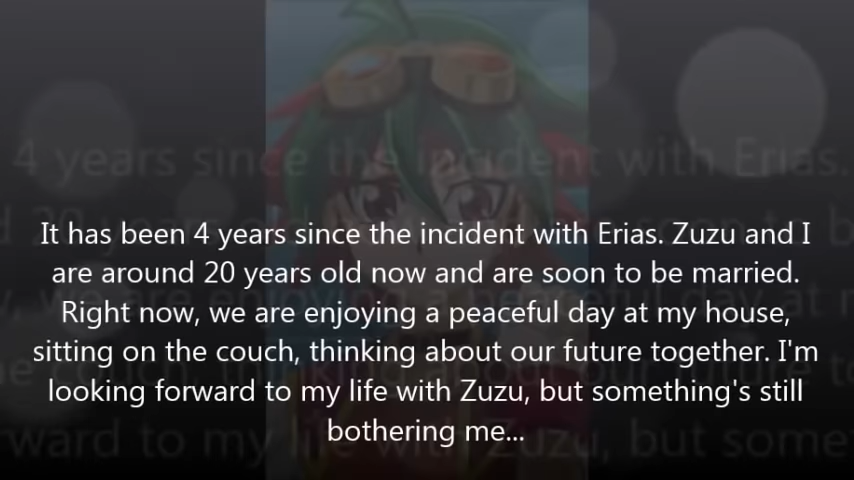 It has been 4 years since the incident with Erias. Zuzu and I
are around 20 years old now and are soon to be married.
Right now, we are enjoying a peaceful day at my house,
sitting on the couch, thinking about our future together. I'm
looking forward to my life with Zuzu, but something's still
bothering me...